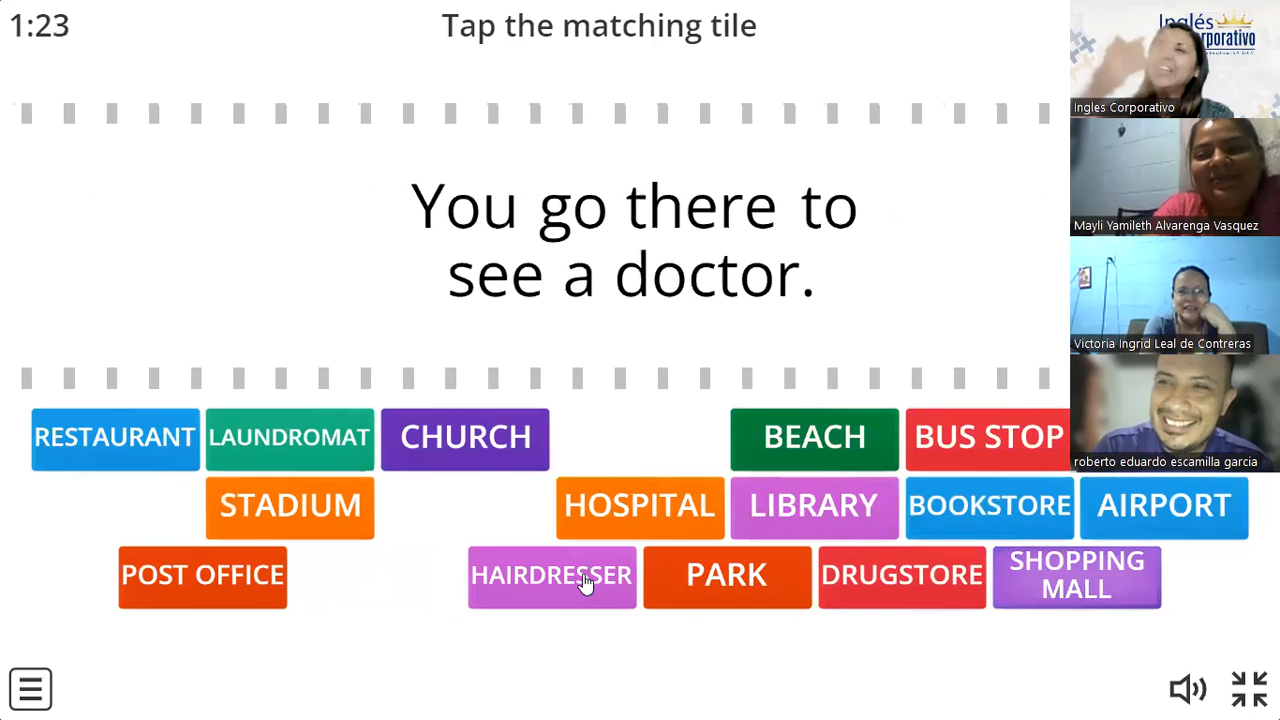 1:23
Tap the matching tile
Inglés
Corporativo
Ingles Corporativo
You go there to
see a doctor.
Mayli Yamileth Alvarenga Vasquez
Victoria Ingrid Leal de Contreras
roberto eduardo escamilla garcia
RESTAURANT
LAUNDROMAT
CHURCH
BEACH
BUS STOP
STADIUM
HOSPITAL
LIBRARY
BOOKSTORE
AIRPORT
POST OFFICE
HAIRDRESSER
PARK
DRUGSTORE
SHOPPING
MALL